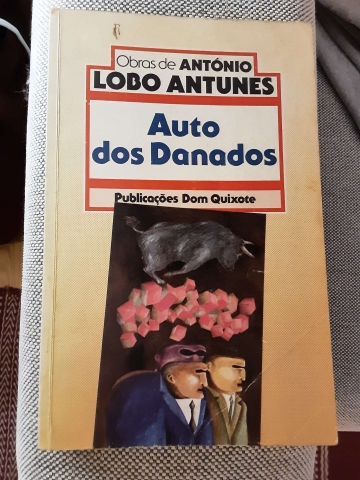 Obras de ANTÓNIO
LOBO ANTUNES
Auto
dos Danados
Publicações Dom Quixote